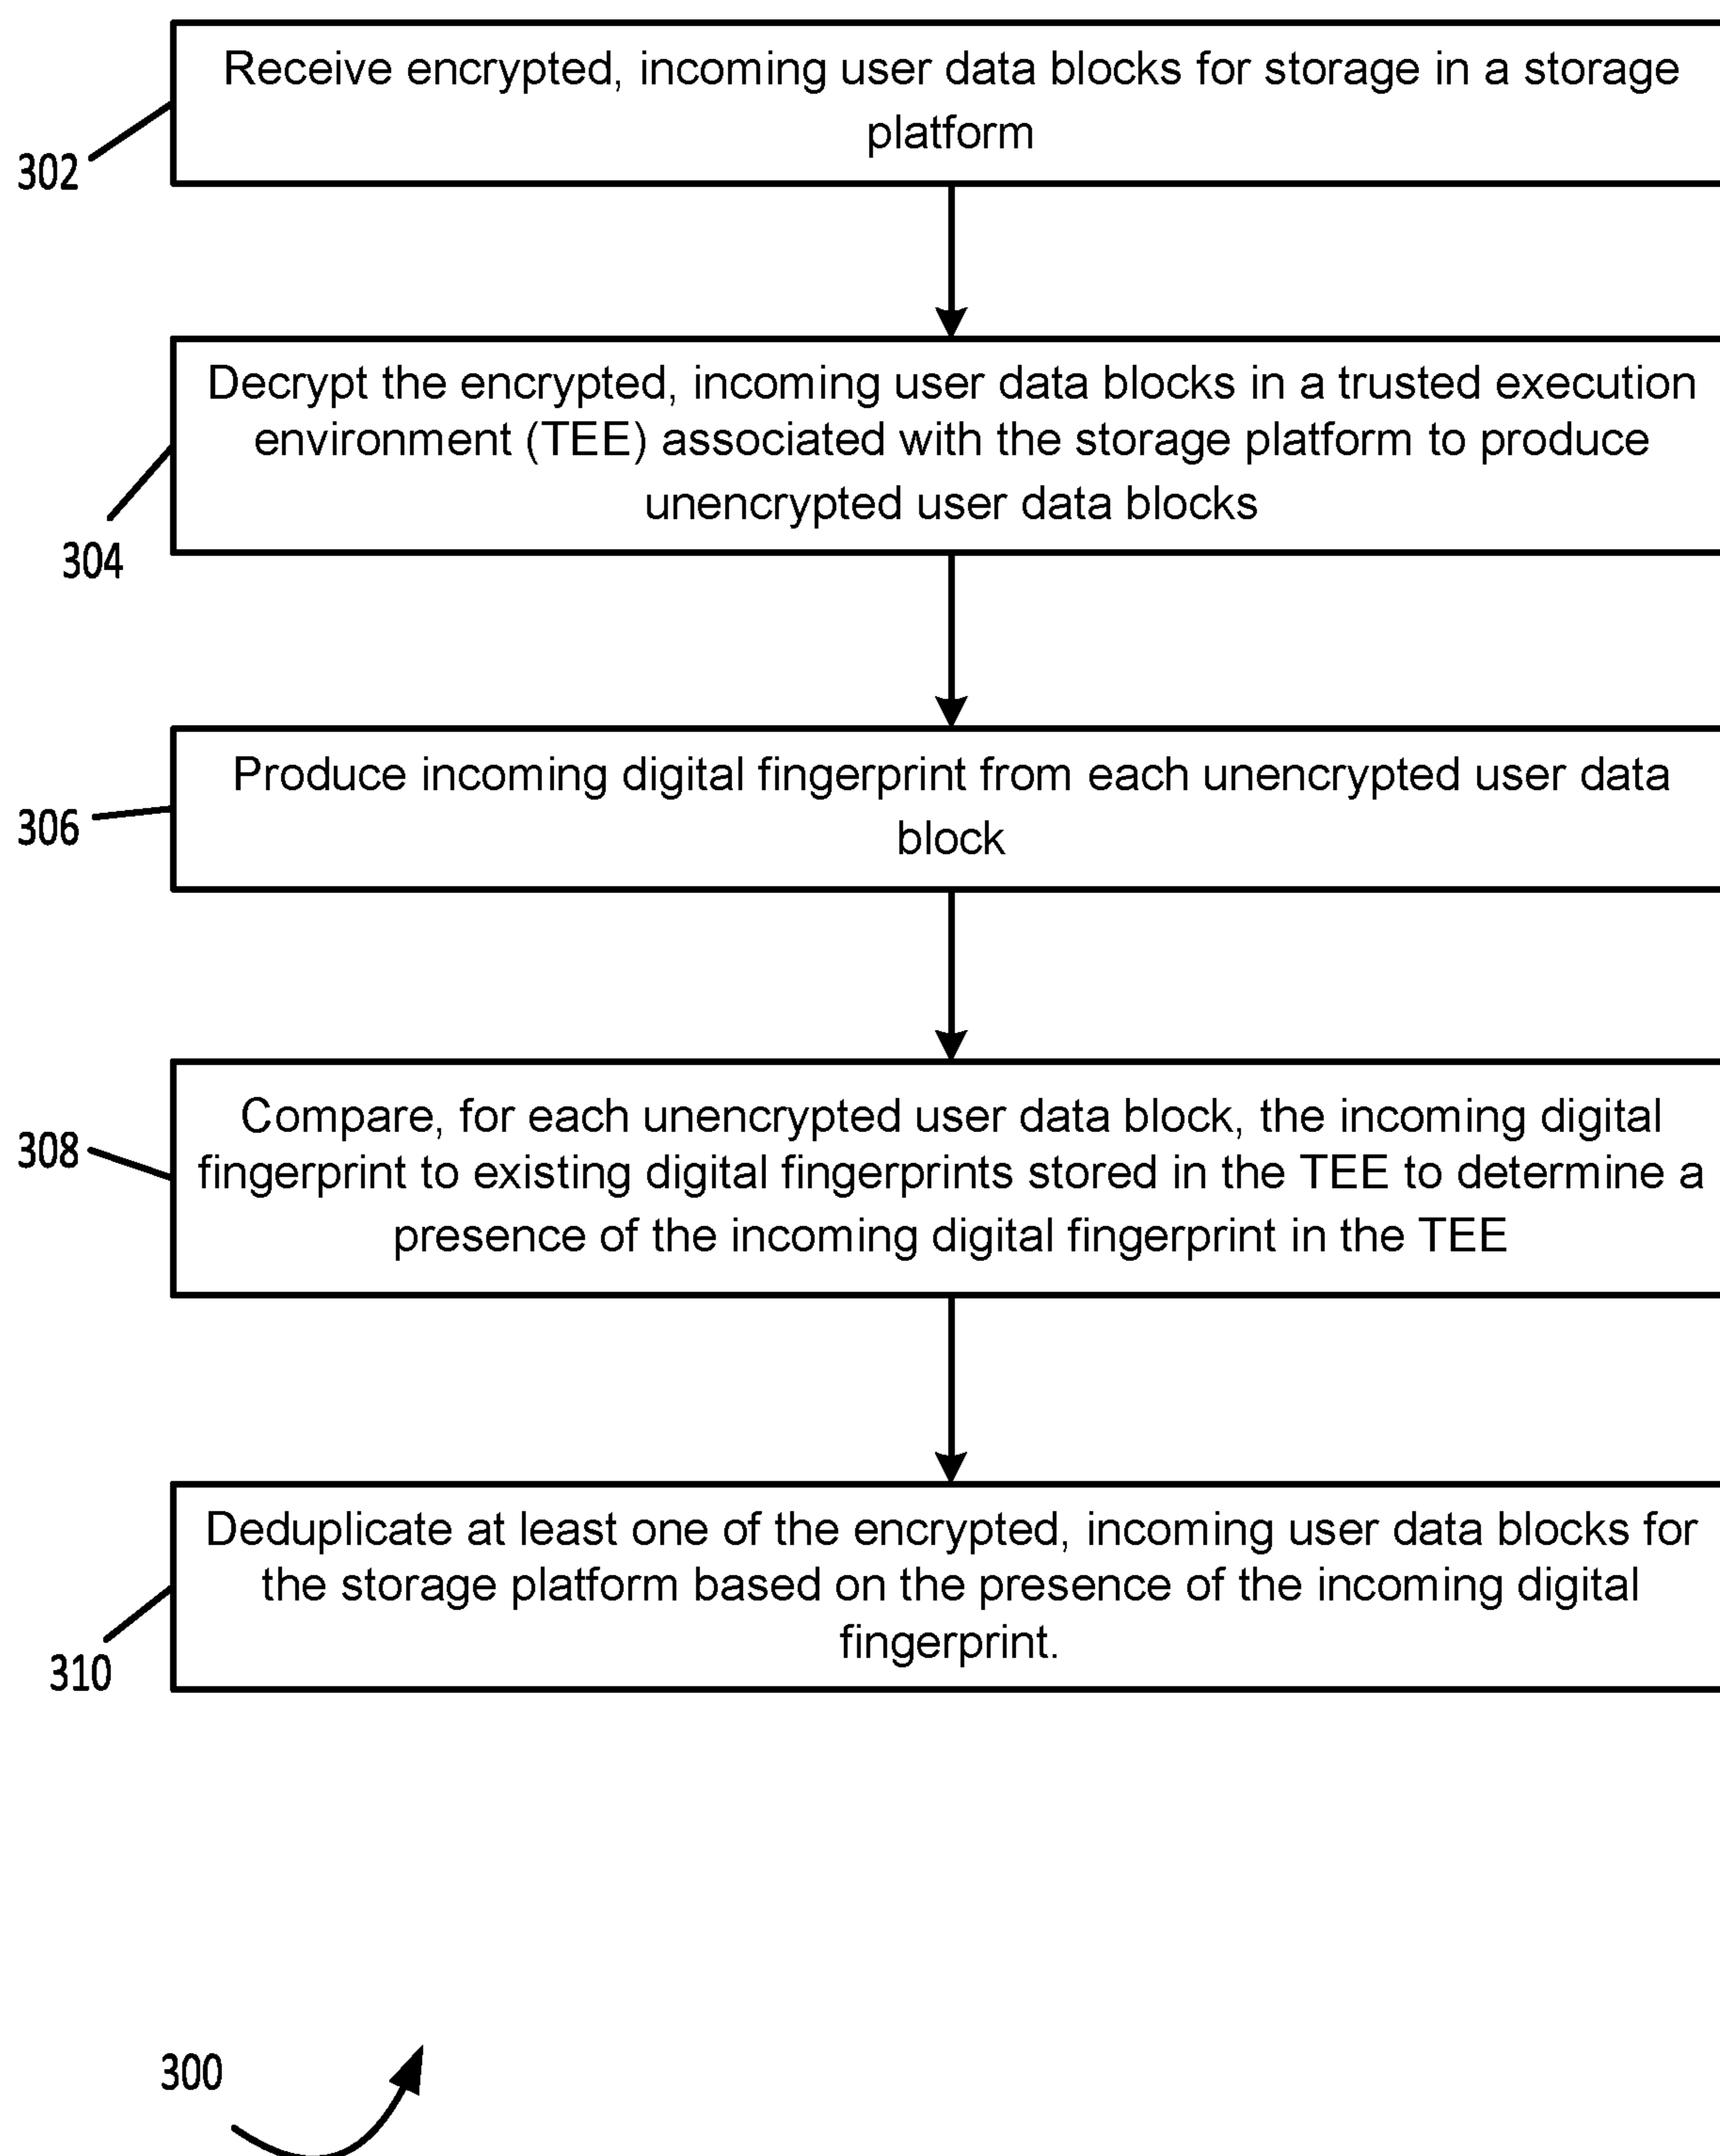 Receive encrypted, incoming user data blocks for storage in a storage
platform
302
Decrypt the encrypted, incoming user data blocks in a trusted execution
environment (TEE) associated with the storage platform to produce
unencrypted user data blocks
304
Produce incoming digital fingerprint from each unencrypted user data
block
306
Compare, for each unencrypted user data block, the incoming digital
fingerprint to existing digital fingerprints stored in the TEE to determine a
presence of the incoming digital fingerprint in the TEE
308
Deduplicate at least one of the encrypted, incoming user data blocks for
the storage platform based on the presence of the incoming digital
fingerprint.
310
300